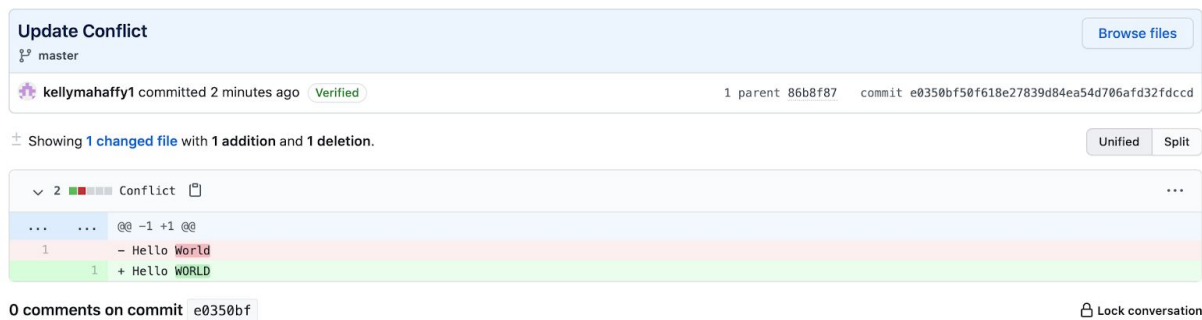 Update Conflict
Browse files
master
kellymahaffy1 committed 2 minutes ago Verified 1 parent 86b8f87 commit e0350bf50f618e27839d84ea54d706afd32fdccd
± Showing 1 changed file with 1 addition and 1 deletion. Unified Split
2 Conflict ...
... ... @@ -1 +1 @@
1 - Hello World
1 + Hello WORLD
0 comments on commit e0350bf Lock conversation